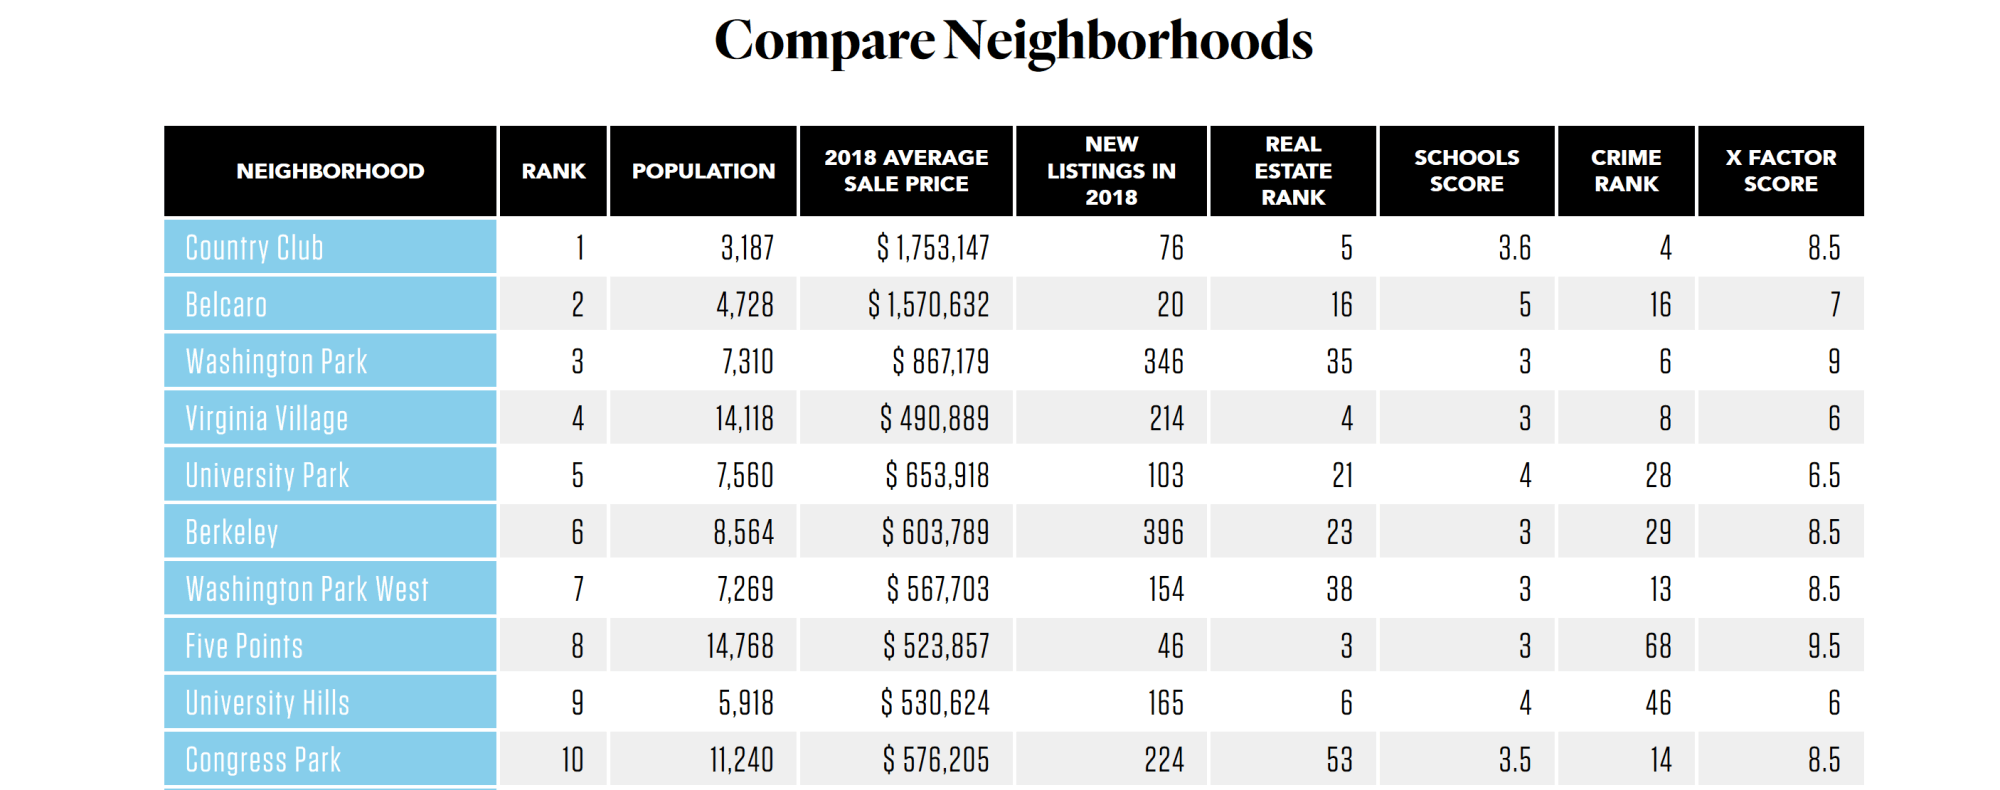 Compare Neighborhoods
NEIGHBORHOOD RANK POPULATION 2018 AVERAGE SALE PRICE NEW LISTINGS IN 2018 REAL ESTATE RANK SCHOOLS SCORE CRIME RANK X FACTOR SCORE
Country Club 1 3,187 $ 1,753,147 76 5 3.6 4 8.5
Belcaro 2 4,728 $ 1,570,632 20 16 5 16 7
Washington Park 3 7,310 $ 867,179 346 35 3 6 9
Virginia Village 4 14,118 $ 490,889 214 4 3 8 6
University Park 5 7,560 $ 653,918 103 21 4 28 6.5
Berkeley 6 8,564 $ 603,789 396 23 3 29 8.5
Washington Park West 7 7,269 $ 567,703 154 38 3 13 8.5
Five Points 8 14,768 $ 523,857 46 3 3 68 9.5
University Hills 9 5,918 $ 530,624 165 6 4 46 6
Congress Park 10 11,240 $ 576,205 224 53 3.5 14 8.5